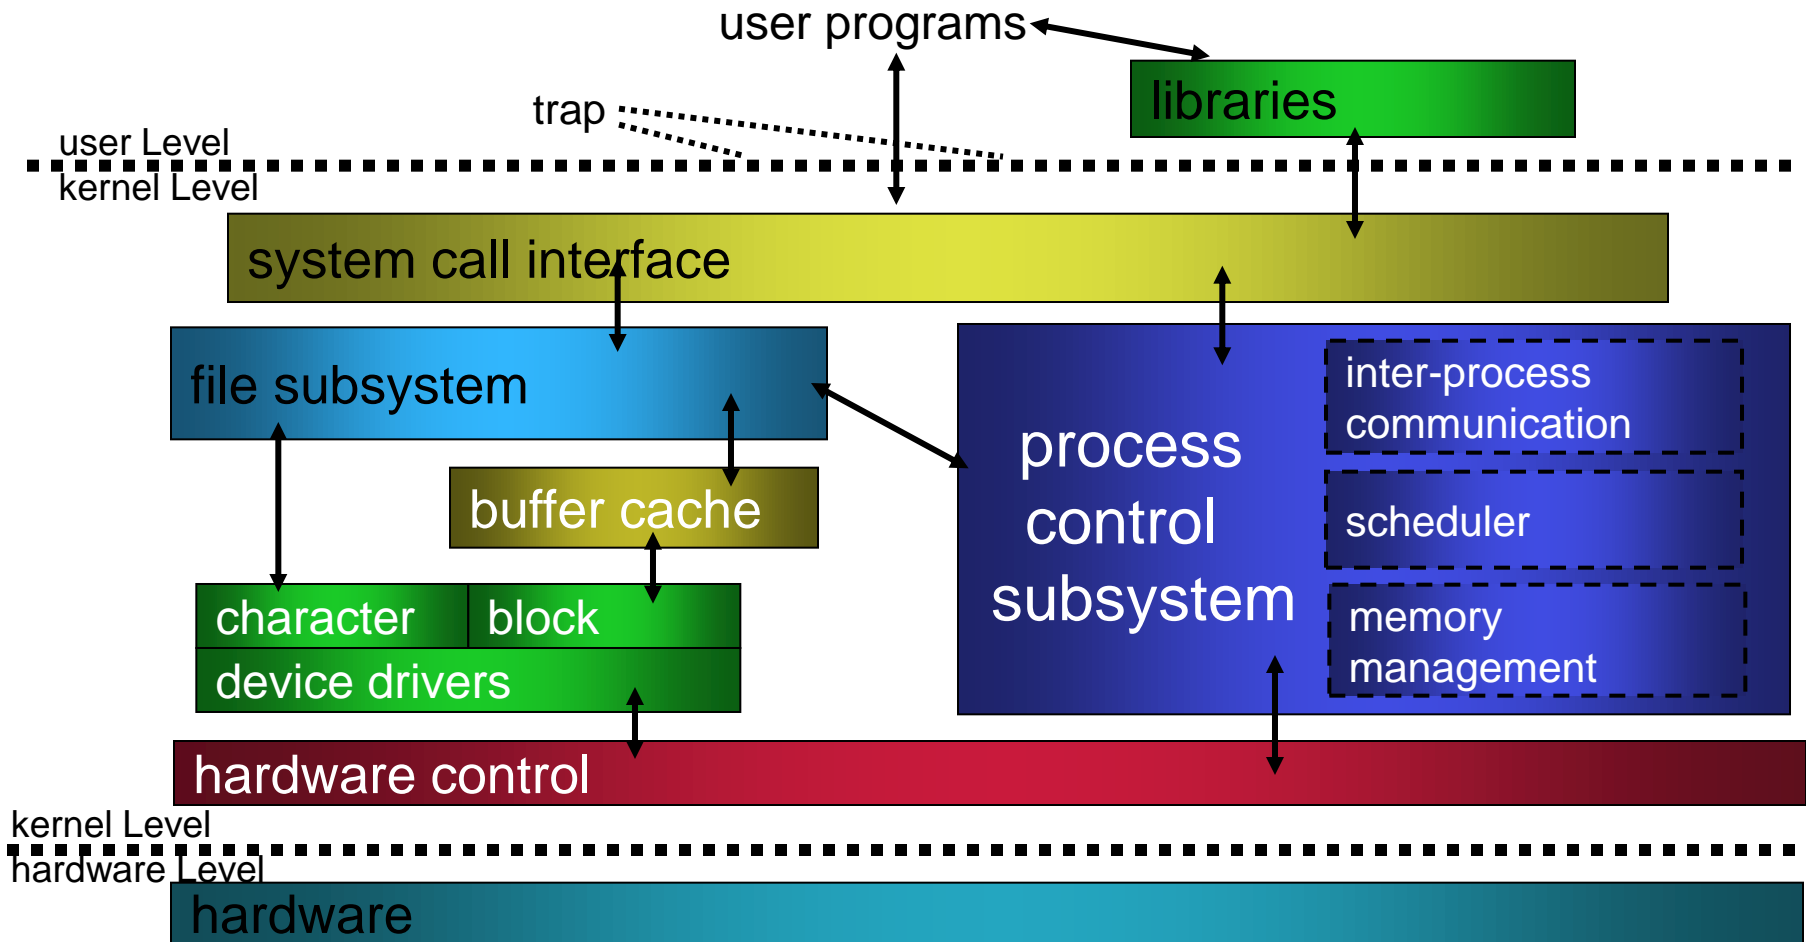 user programs
libraries
trap
user Level
kernel Level
system call interface
file subsystem
inter-process
communication
process
control
subsystem
buffer cache
scheduler
character
block
memory
management
device drivers
hardware control
kernel Level
hardware Level
hardware